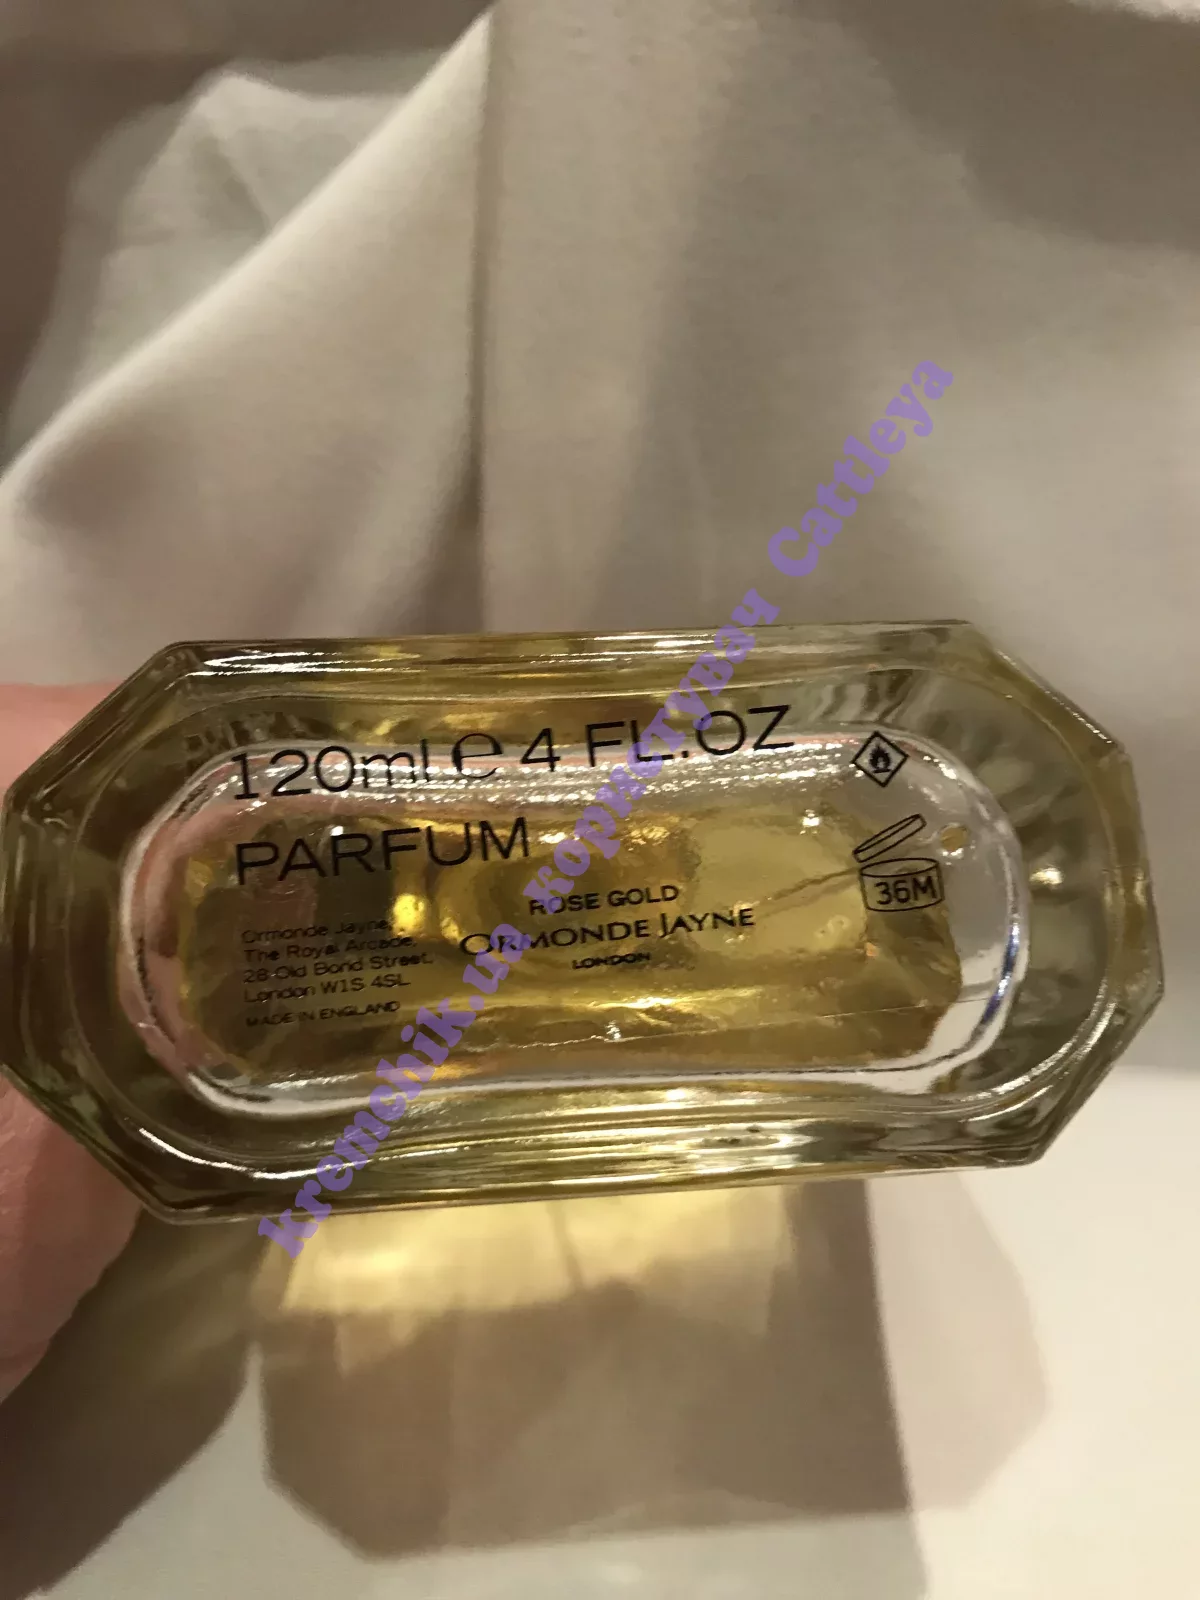 120ml ℮ 4 FL.OZ
PARFUM
ROSE GOLD
ORMONDE JAYNE
LONDON
Ormonde Jayne,
The Royal Arcade,
28 Old Bond Street,
London W1S 4SL
MADE IN ENGLAND
36M
kremchik.ua Cattleya